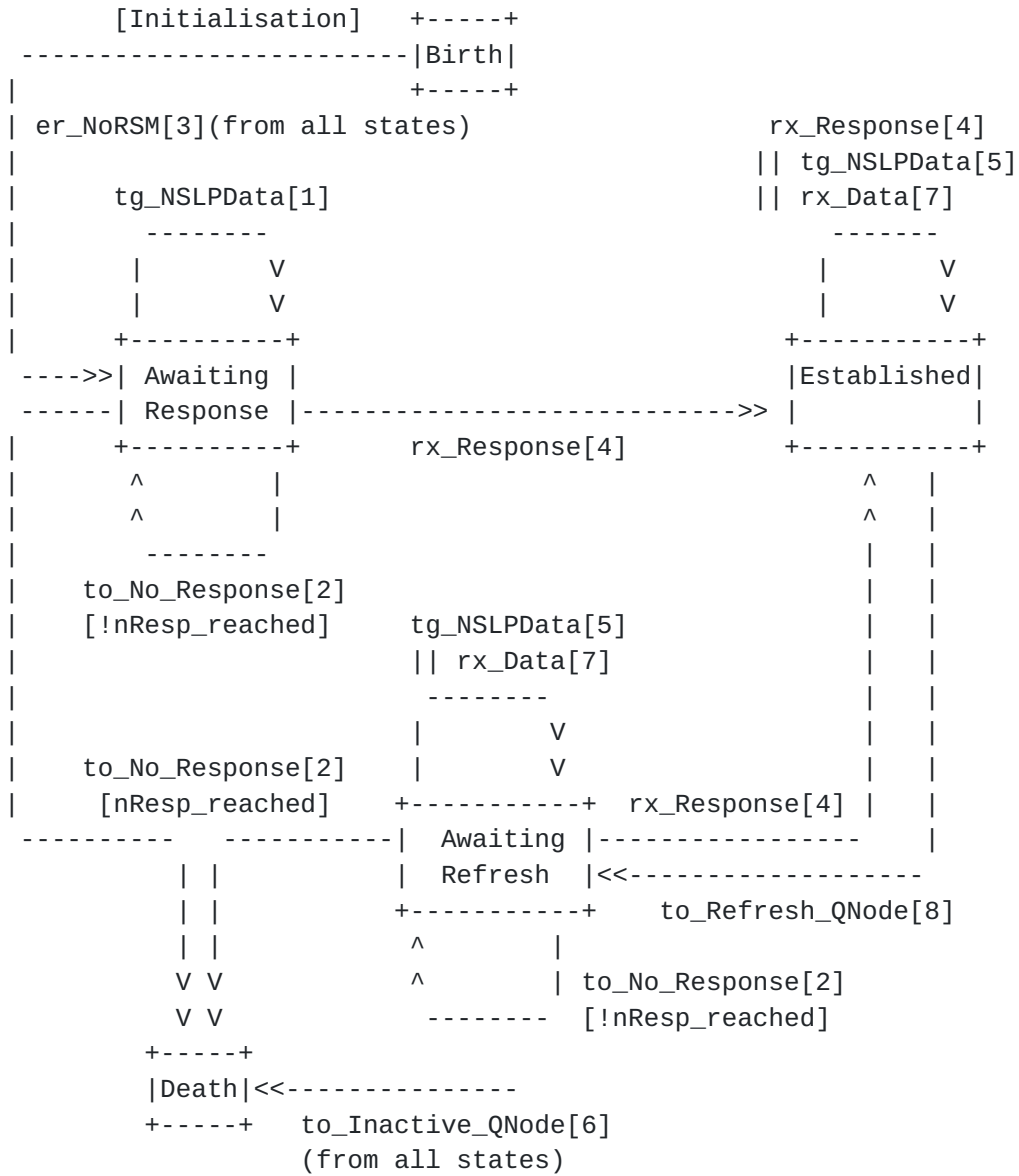 [Initialisation]
Birth
er_NoRSM[3](from all states) rx_Response[4]
|| tg_NSLPData[5]
tg_NSLPData[1] || rx_Data[7]
Awaiting Established
Response
rx_Response[4]
to_No_Response[2]
[!nResp_reached] tg_NSLPData[5]
|| rx_Data[7]
to_No_Response[2]
[nResp_reached] rx_Response[4]
Awaiting
Refresh
to_Refresh_QNode[8]
to_No_Response[2]
[!nResp_reached]
Death
to_Inactive_QNode[6]
(from all states)